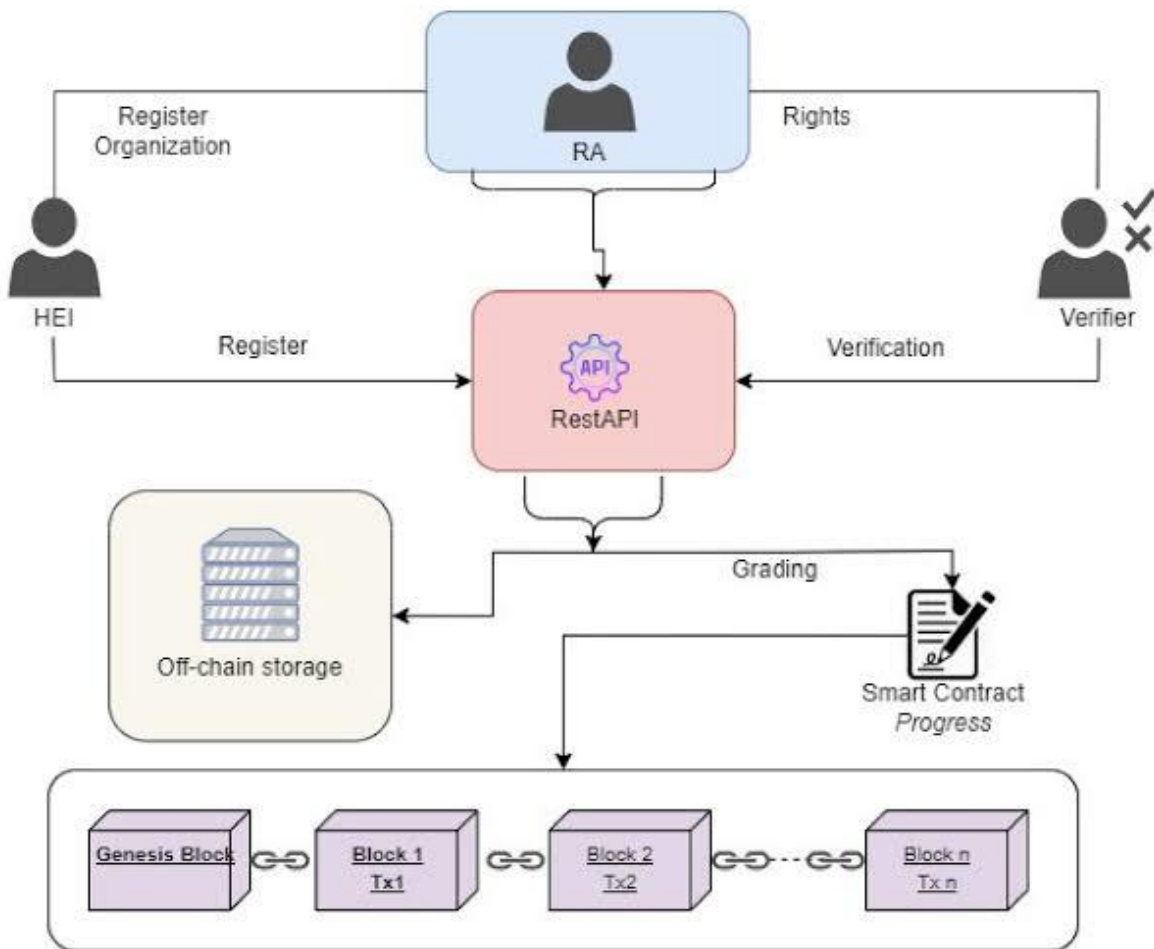 Register
Organization
RA
Rights
HEI
Verifier
Register
API
RestAPI
Verification
Off-chain storage
Grading
Smart Contract
Progress
Genesis Block
Block 1
Tx1
Block 2
Tx2
Block n
Tx n